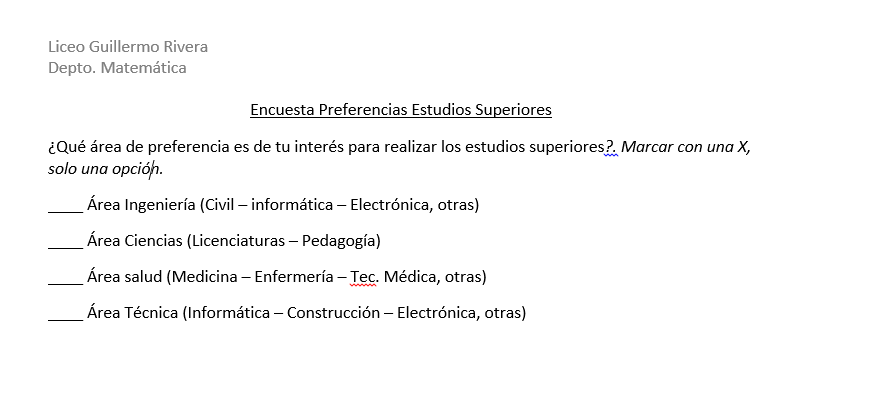 Liceo Guillermo Rivera
Depto. Matemática
Encuesta Preferencias Estudios Superiores
¿Qué área de preferencia es de tu interés para realizar los estudios superiores?. Marcar con una X,
solo una opción.
____ Área Ingeniería (Civil – informática – Electrónica, otras)
____ Área Ciencias (Licenciaturas – Pedagogía)
____ Área salud (Medicina – Enfermería – Tec. Médica, otras)
____ Área Técnica (Informática – Construcción – Electrónica, otras)